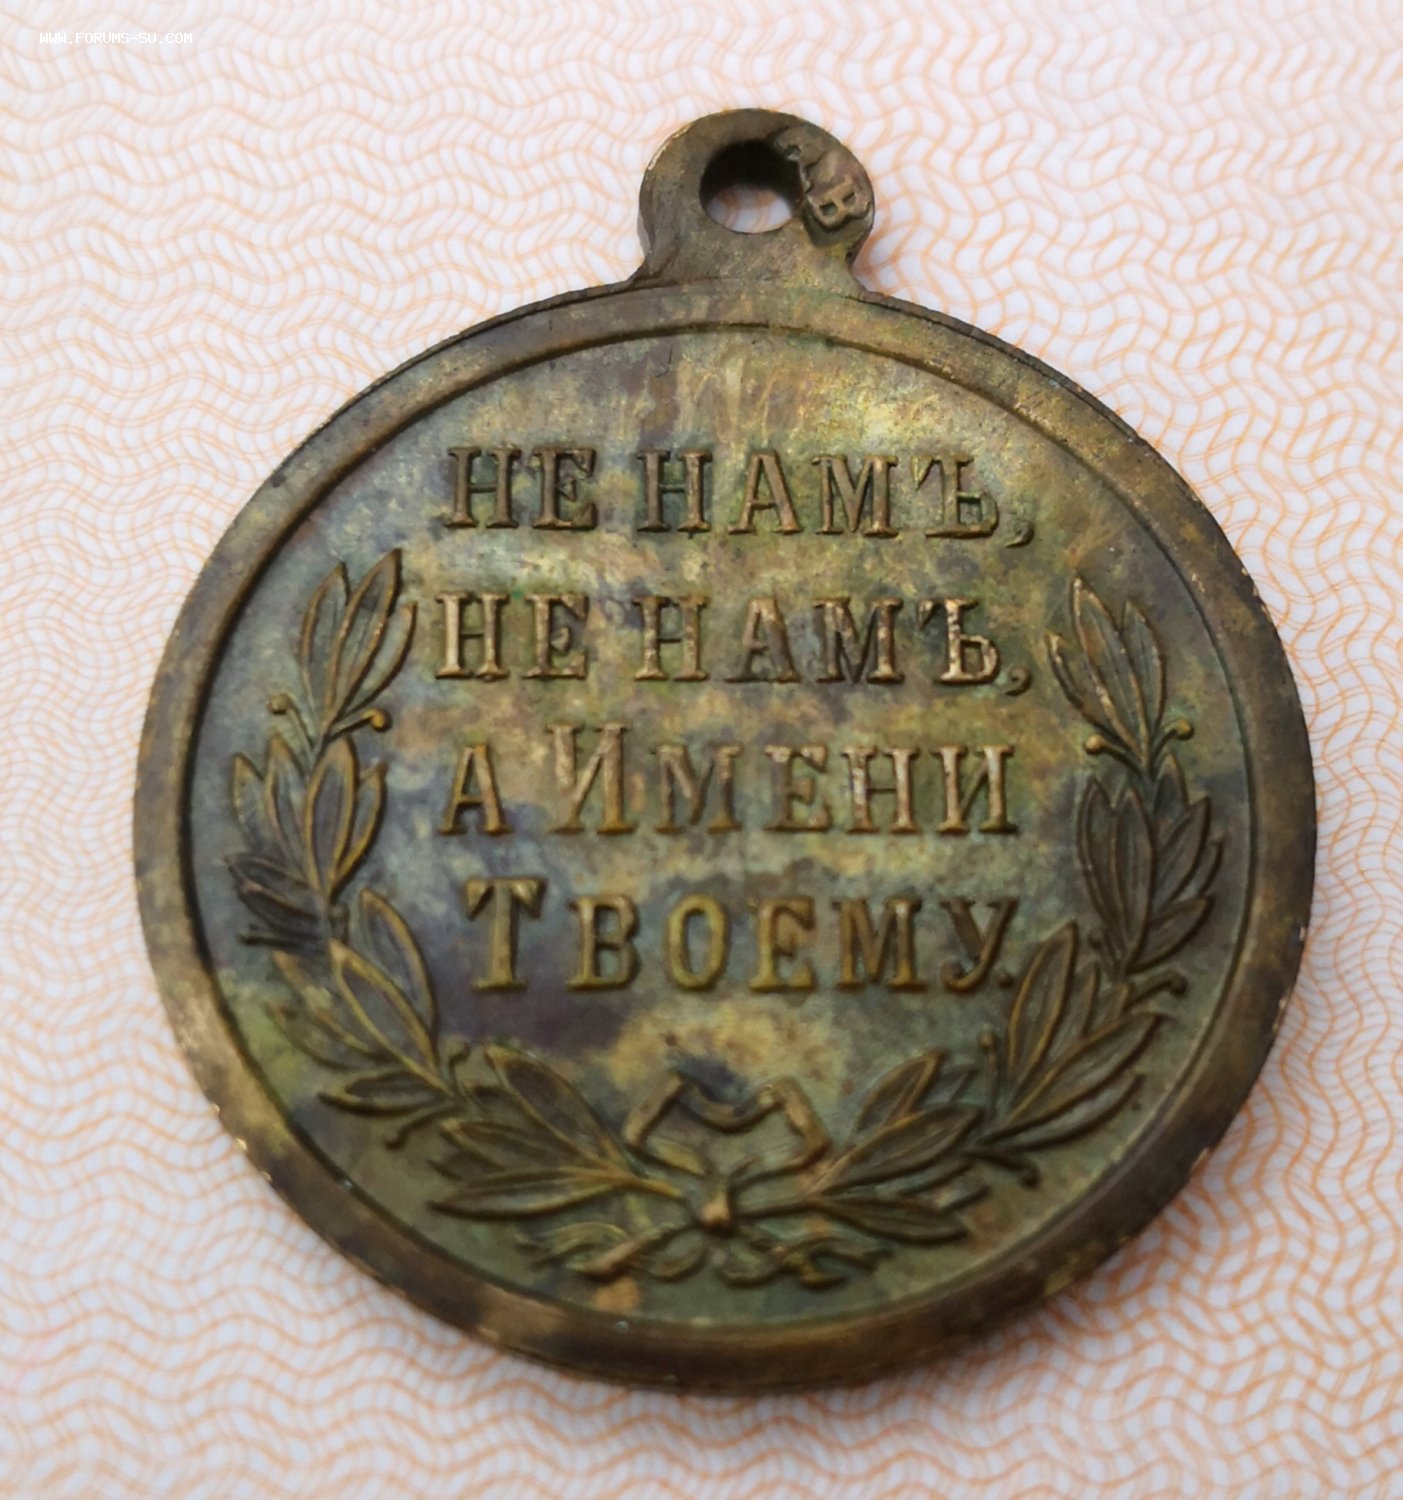 WWW.FORUMS-SU.COM
А.В
НЕ НАМЪ,
НЕ НАМЪ,
А ИМЕНИ
ТВОЕМУ.